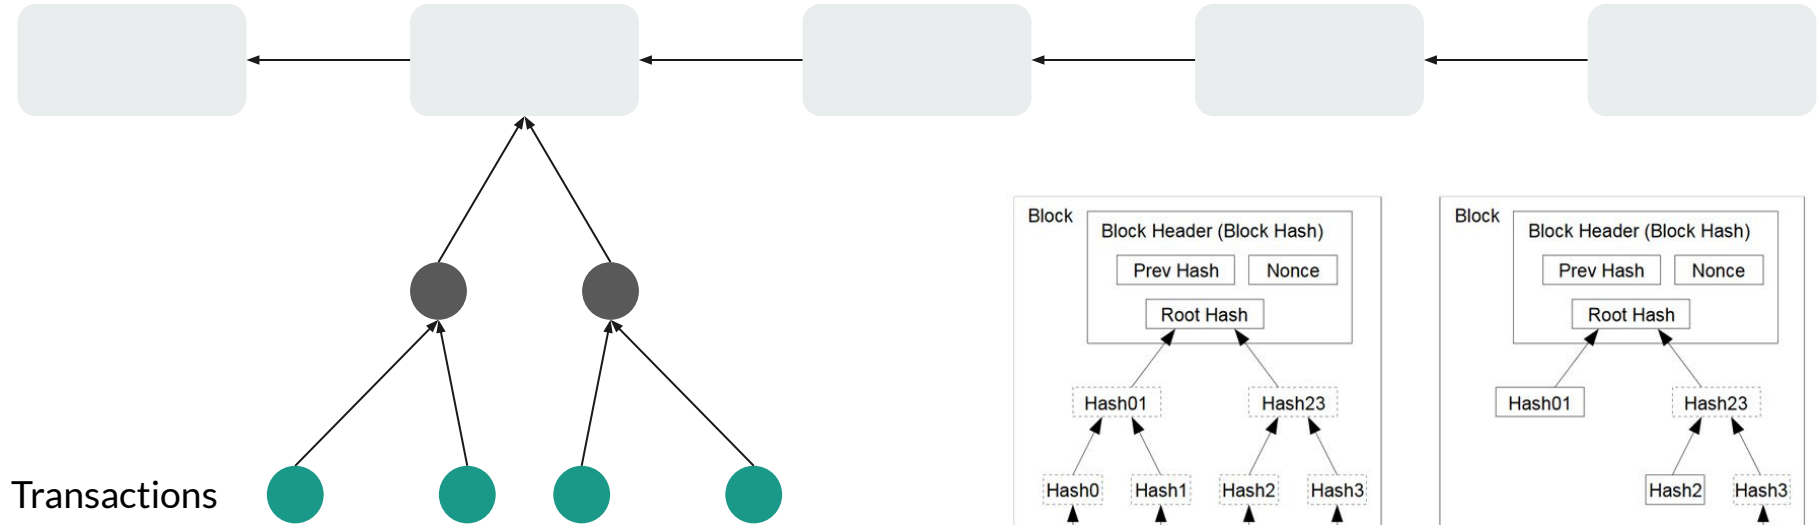 Block
Block Header (Block Hash)
Prev Hash
Nonce
Root Hash
Hash01
Hash23
Hash0
Hash1
Hash2
Hash3
Block
Block Header (Block Hash)
Prev Hash
Nonce
Root Hash
Hash01
Hash23
Hash2
Hash3
Transactions